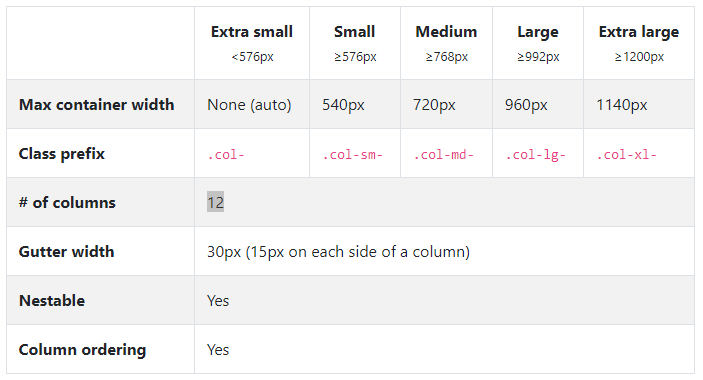 Extra small Small Medium Large Extra large
<576px ≥576px ≥768px ≥992px ≥1200px
Max container width None (auto) 540px 720px 960px 1140px
Class prefix .col- .col-sm- .col-md- .col-lg- .col-xl-
# of columns 12
Gutter width 30px (15px on each side of a column)
Nestable Yes
Column ordering Yes